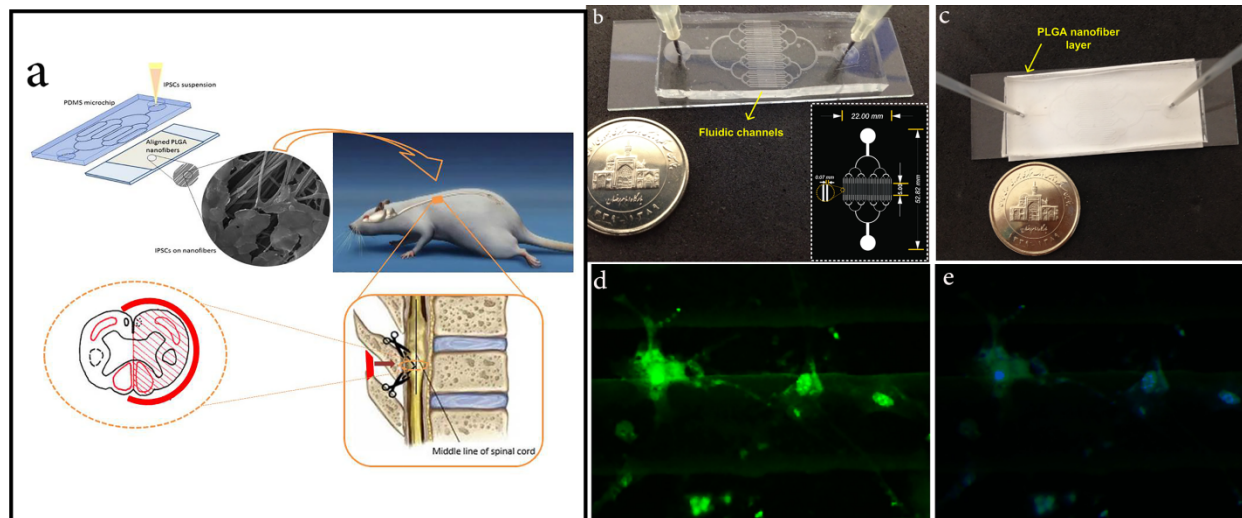 a
IPSCs suspension
PDMS microchip
Aligned PLGA
nanofibers
IPSCs on nanofibers
Middle line of spinal cord
b
Fluidic channels
22.00 mm
0.07 mm
52.82 mm
c
PLGA nanofiber
layer
d
e